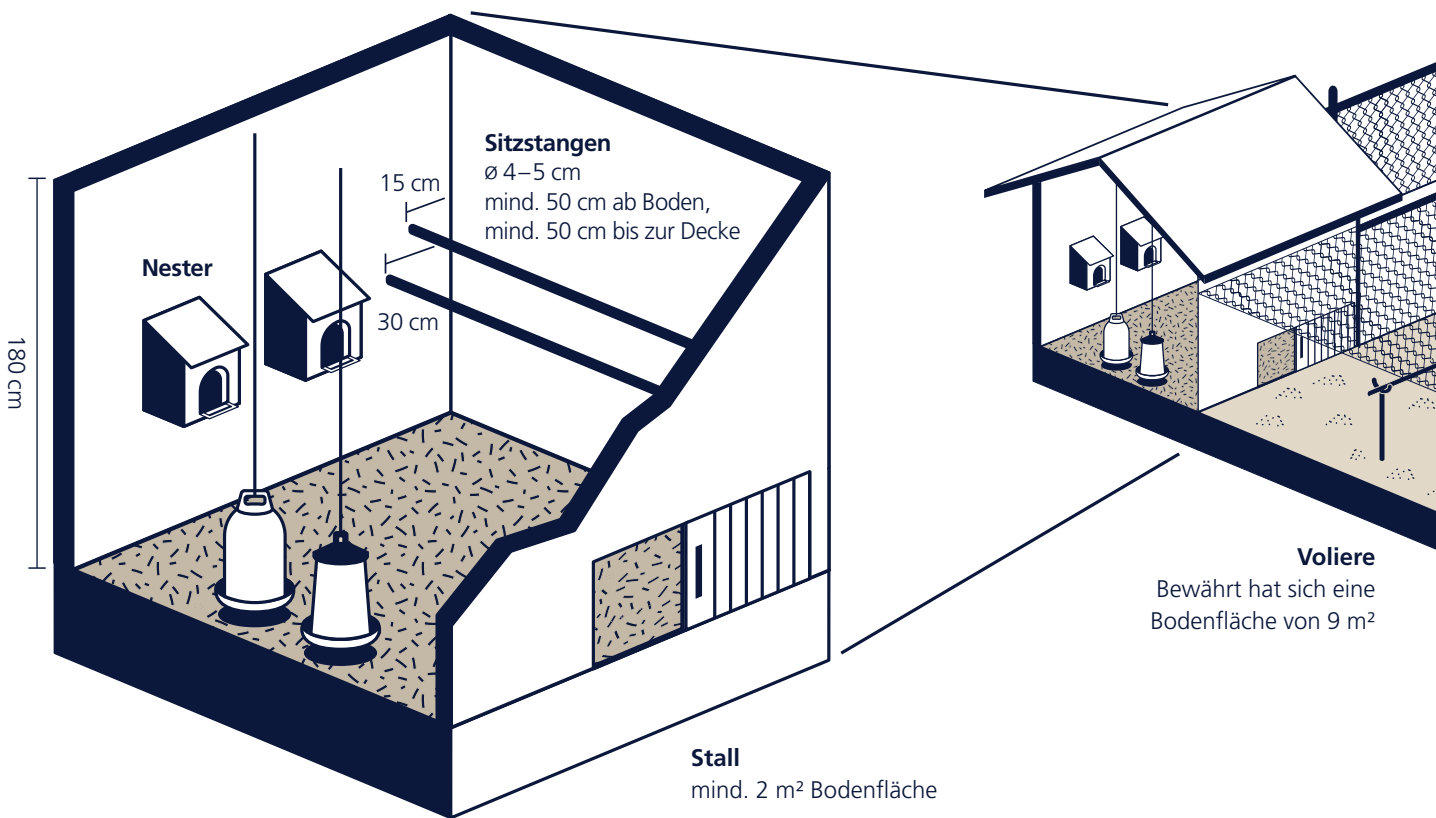 Sitzstangen
ø 4–5 cm
mind. 50 cm ab Boden,
mind. 50 cm bis zur Decke
15 cm
30 cm
Nester
180 cm
Voliere
Bewährt hat sich eine
Bodenfläche von 9 m²
Stall
mind. 2 m² Bodenfläche